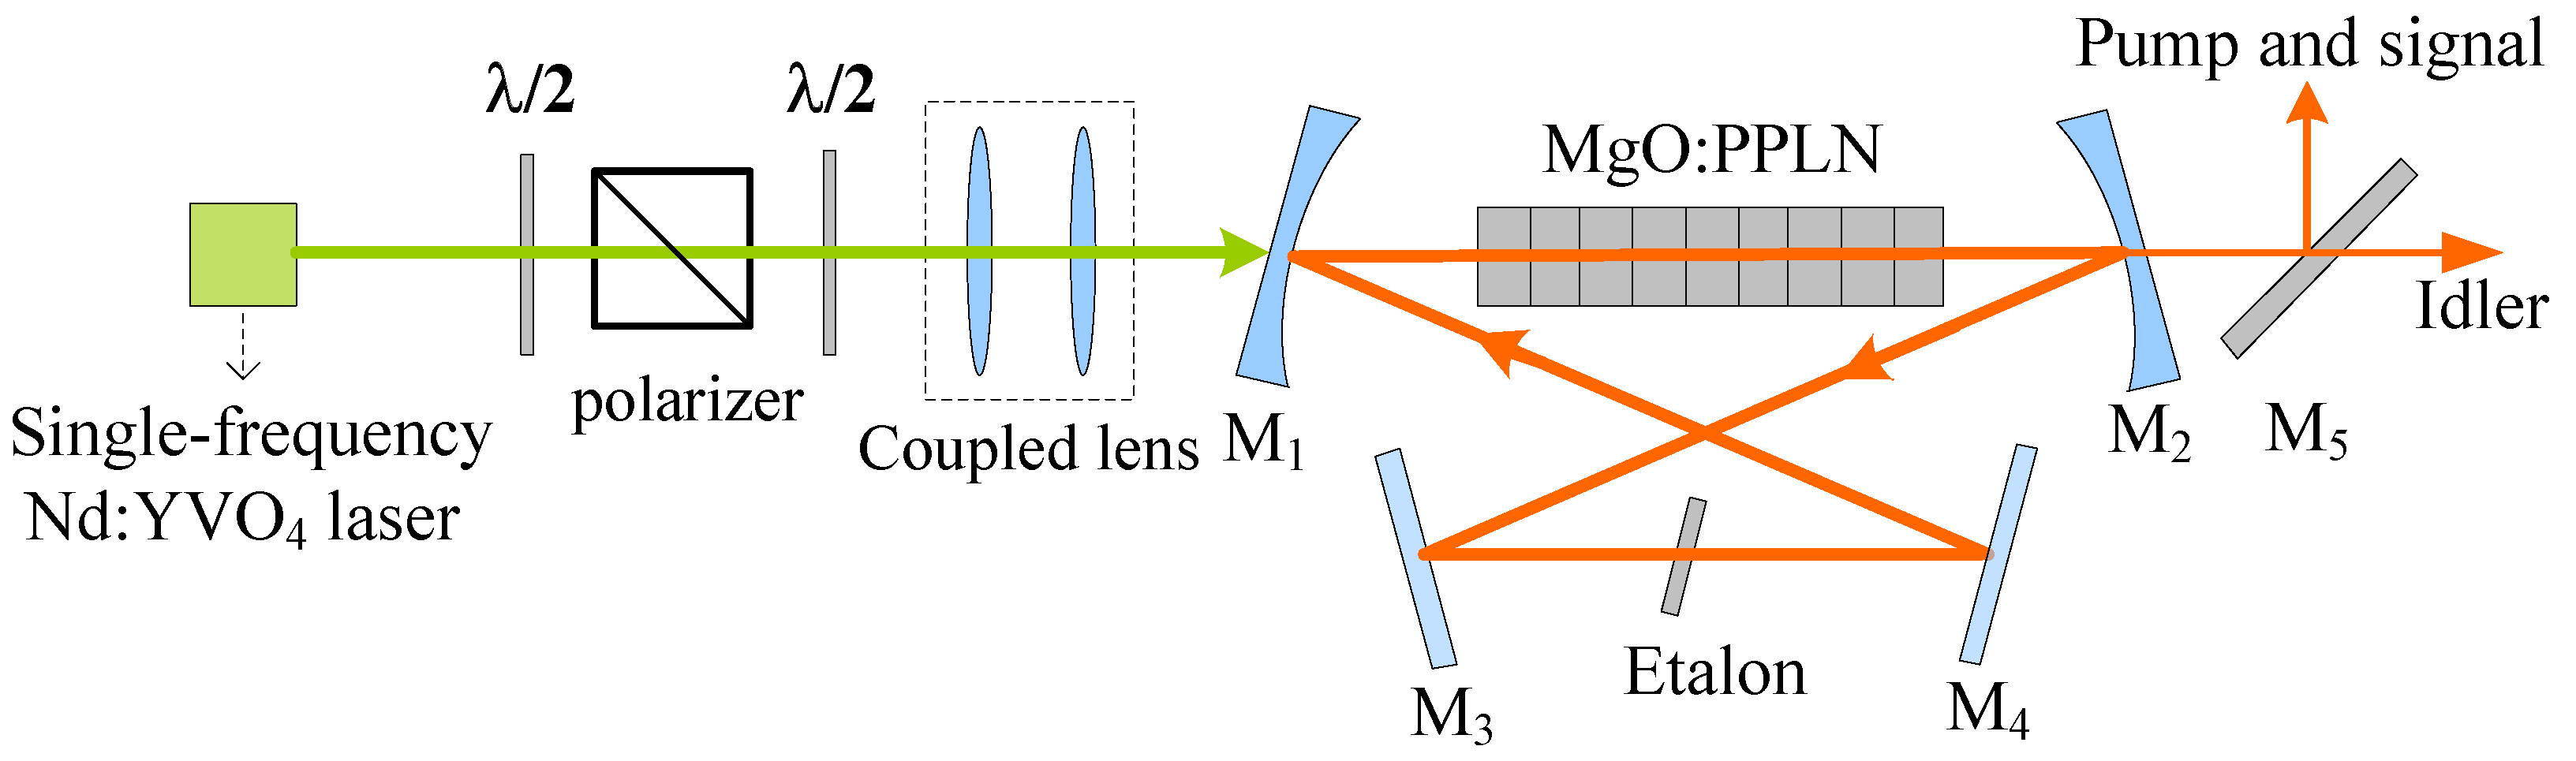 Pump and signal
λ/2
λ/2
MgO:PPLN
Idler
polarizer
Single-frequency
Nd:YVO₄ laser
Coupled lens
M₁
M₂
M₅
Etalon
M₃
M₄